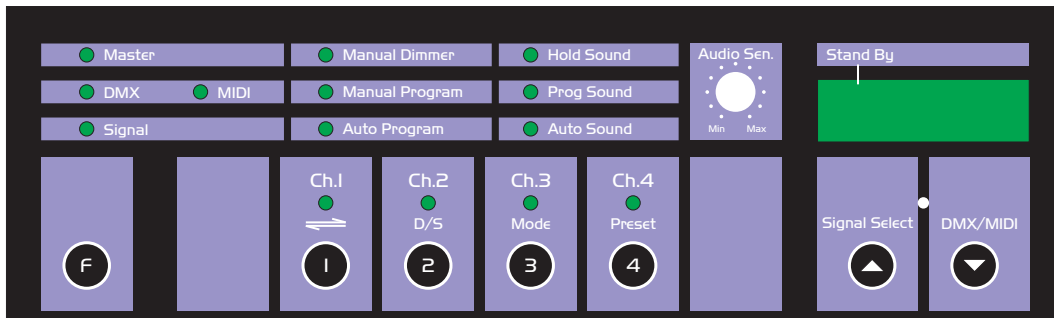 Master
Manual Dimmer
Hold Sound
Audio Sen.
Stand By
DMX
MIDI
Manual Program
Prog Sound
Signal
Auto Program
Auto Sound
Min
Max
Ch.1
Ch.2
Ch.3
Ch.4
D/S
Mode
Preset
Signal Select
DMX/MIDI
F
1
2
3
4